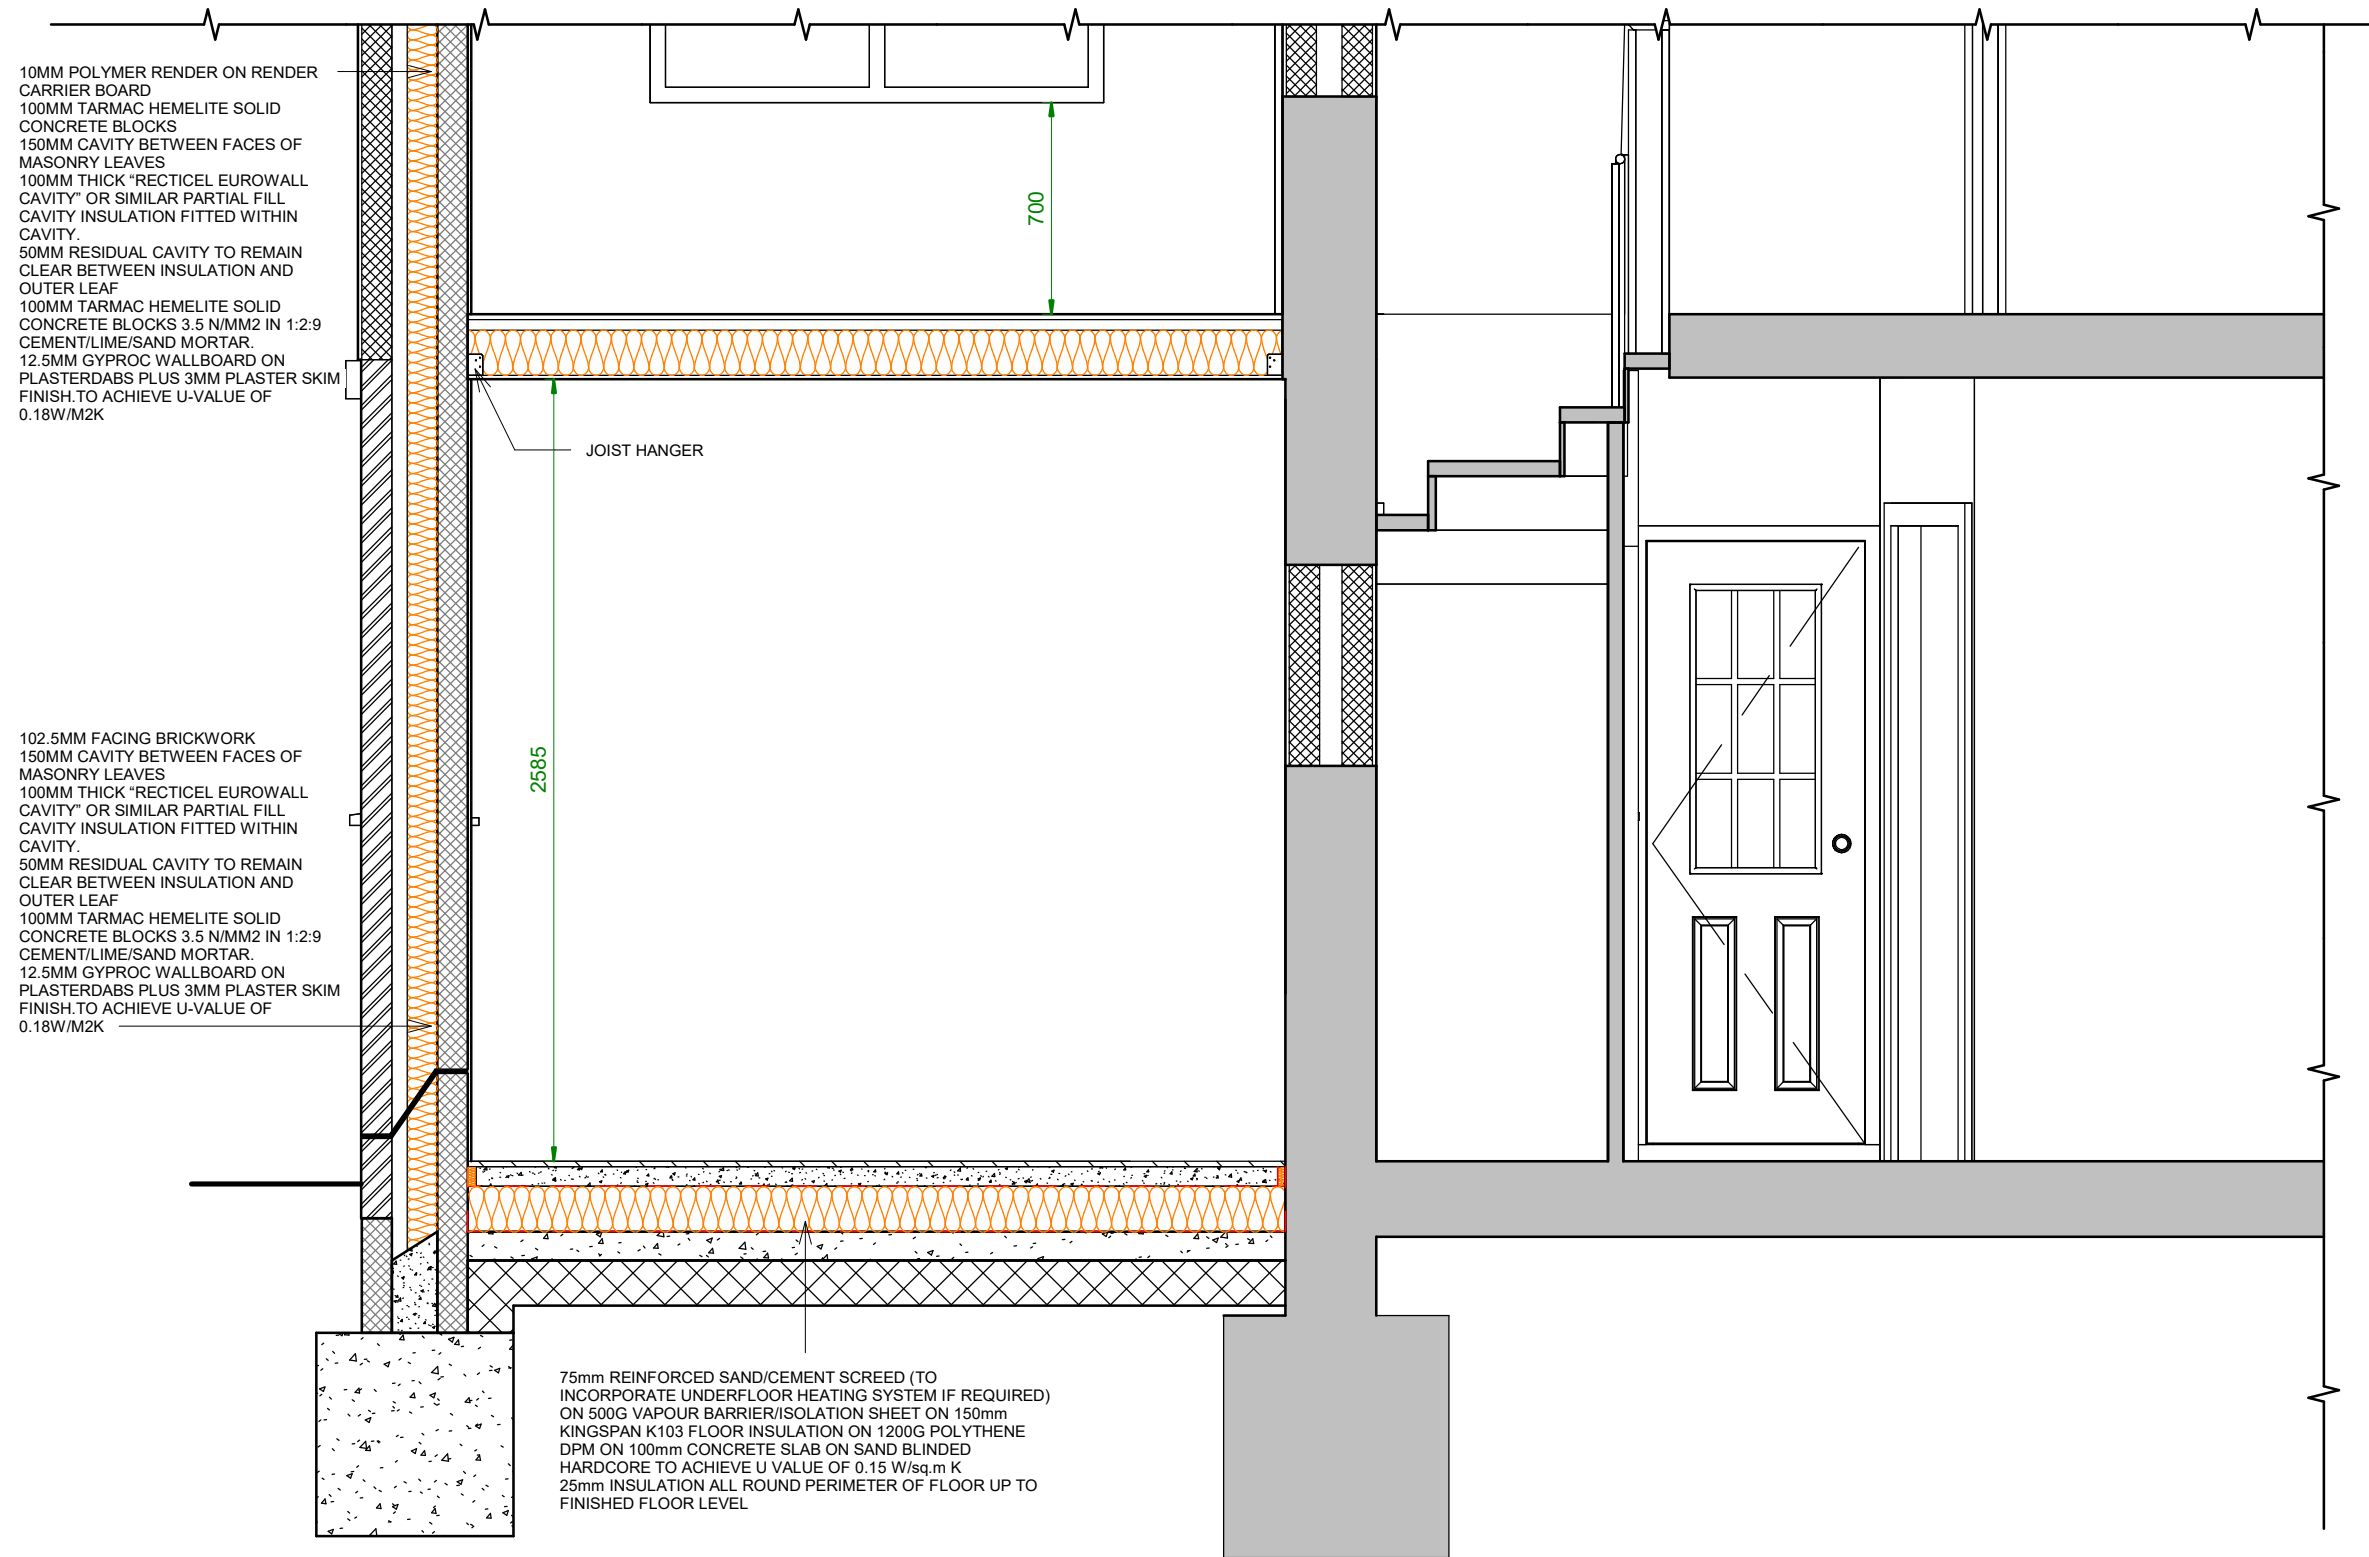 10MM POLYMER RENDER ON RENDER
CARRIER BOARD
100MM TARMAC HEMELITE SOLID
CONCRETE BLOCKS
150MM CAVITY BETWEEN FACES OF
MASONRY LEAVES
100MM THICK “RECTICEL EUROWALL
CAVITY” OR SIMILAR PARTIAL FILL
CAVITY INSULATION FITTED WITHIN
CAVITY.
50MM RESIDUAL CAVITY TO REMAIN
CLEAR BETWEEN INSULATION AND
OUTER LEAF
100MM TARMAC HEMELITE SOLID
CONCRETE BLOCKS 3.5 N/MM2 IN 1:2:9
CEMENT/LIME/SAND MORTAR.
12.5MM GYPROC WALLBOARD ON
PLASTERDABS PLUS 3MM PLASTER SKIM
FINISH.TO ACHIEVE U-VALUE OF
0.18W/M2K
700
JOIST HANGER
2585
102.5MM FACING BRICKWORK
150MM CAVITY BETWEEN FACES OF
MASONRY LEAVES
100MM THICK “RECTICEL EUROWALL
CAVITY” OR SIMILAR PARTIAL FILL
CAVITY INSULATION FITTED WITHIN
CAVITY.
50MM RESIDUAL CAVITY TO REMAIN
CLEAR BETWEEN INSULATION AND
OUTER LEAF
100MM TARMAC HEMELITE SOLID
CONCRETE BLOCKS 3.5 N/MM2 IN 1:2:9
CEMENT/LIME/SAND MORTAR.
12.5MM GYPROC WALLBOARD ON
PLASTERDABS PLUS 3MM PLASTER SKIM
FINISH.TO ACHIEVE U-VALUE OF
0.18W/M2K
75mm REINFORCED SAND/CEMENT SCREED (TO
INCORPORATE UNDERFLOOR HEATING SYSTEM IF REQUIRED)
ON 500G VAPOUR BARRIER/ISOLATION SHEET ON 150mm
KINGSPAN K103 FLOOR INSULATION ON 1200G POLYTHENE
DPM ON 100mm CONCRETE SLAB ON SAND BLINDED
HARDCORE TO ACHIEVE U VALUE OF 0.15 W/sq.m K
25mm INSULATION ALL ROUND PERIMETER OF FLOOR UP TO
FINISHED FLOOR LEVEL